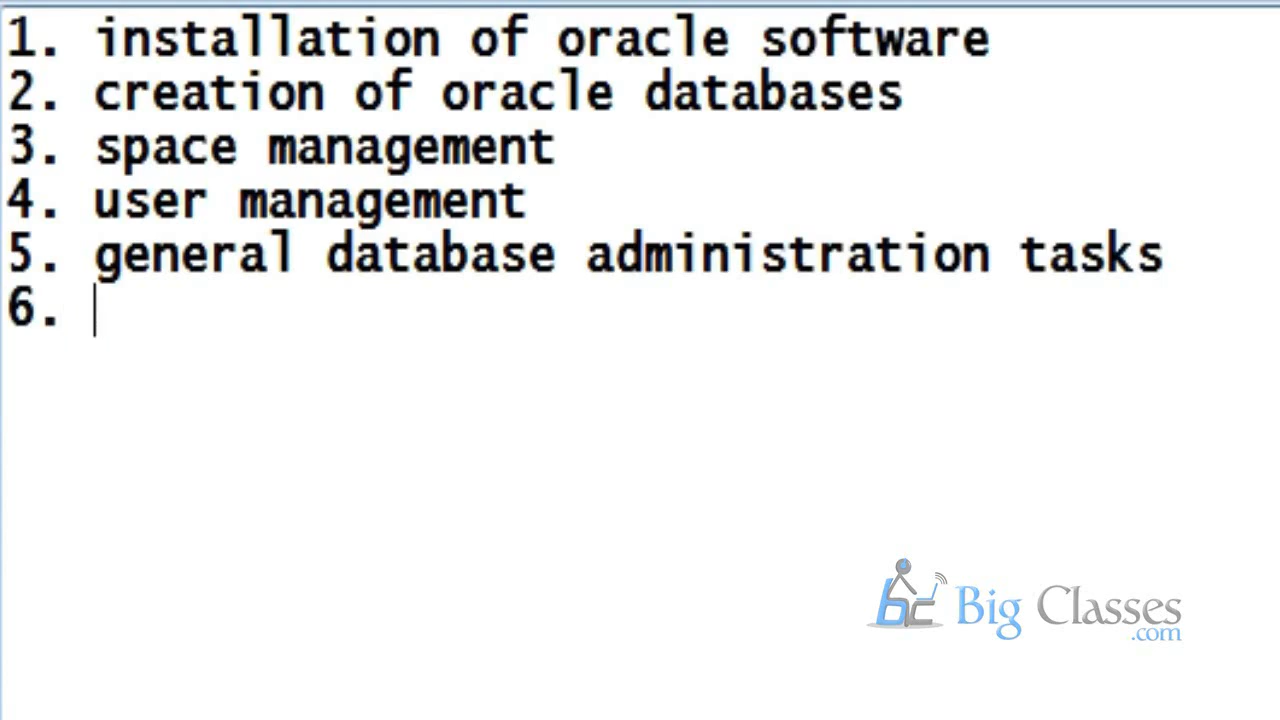 1. installation of oracle software
2. creation of oracle databases
3. space management
4. user management
5. general database administration tasks
6.
bc Big Classes
.com